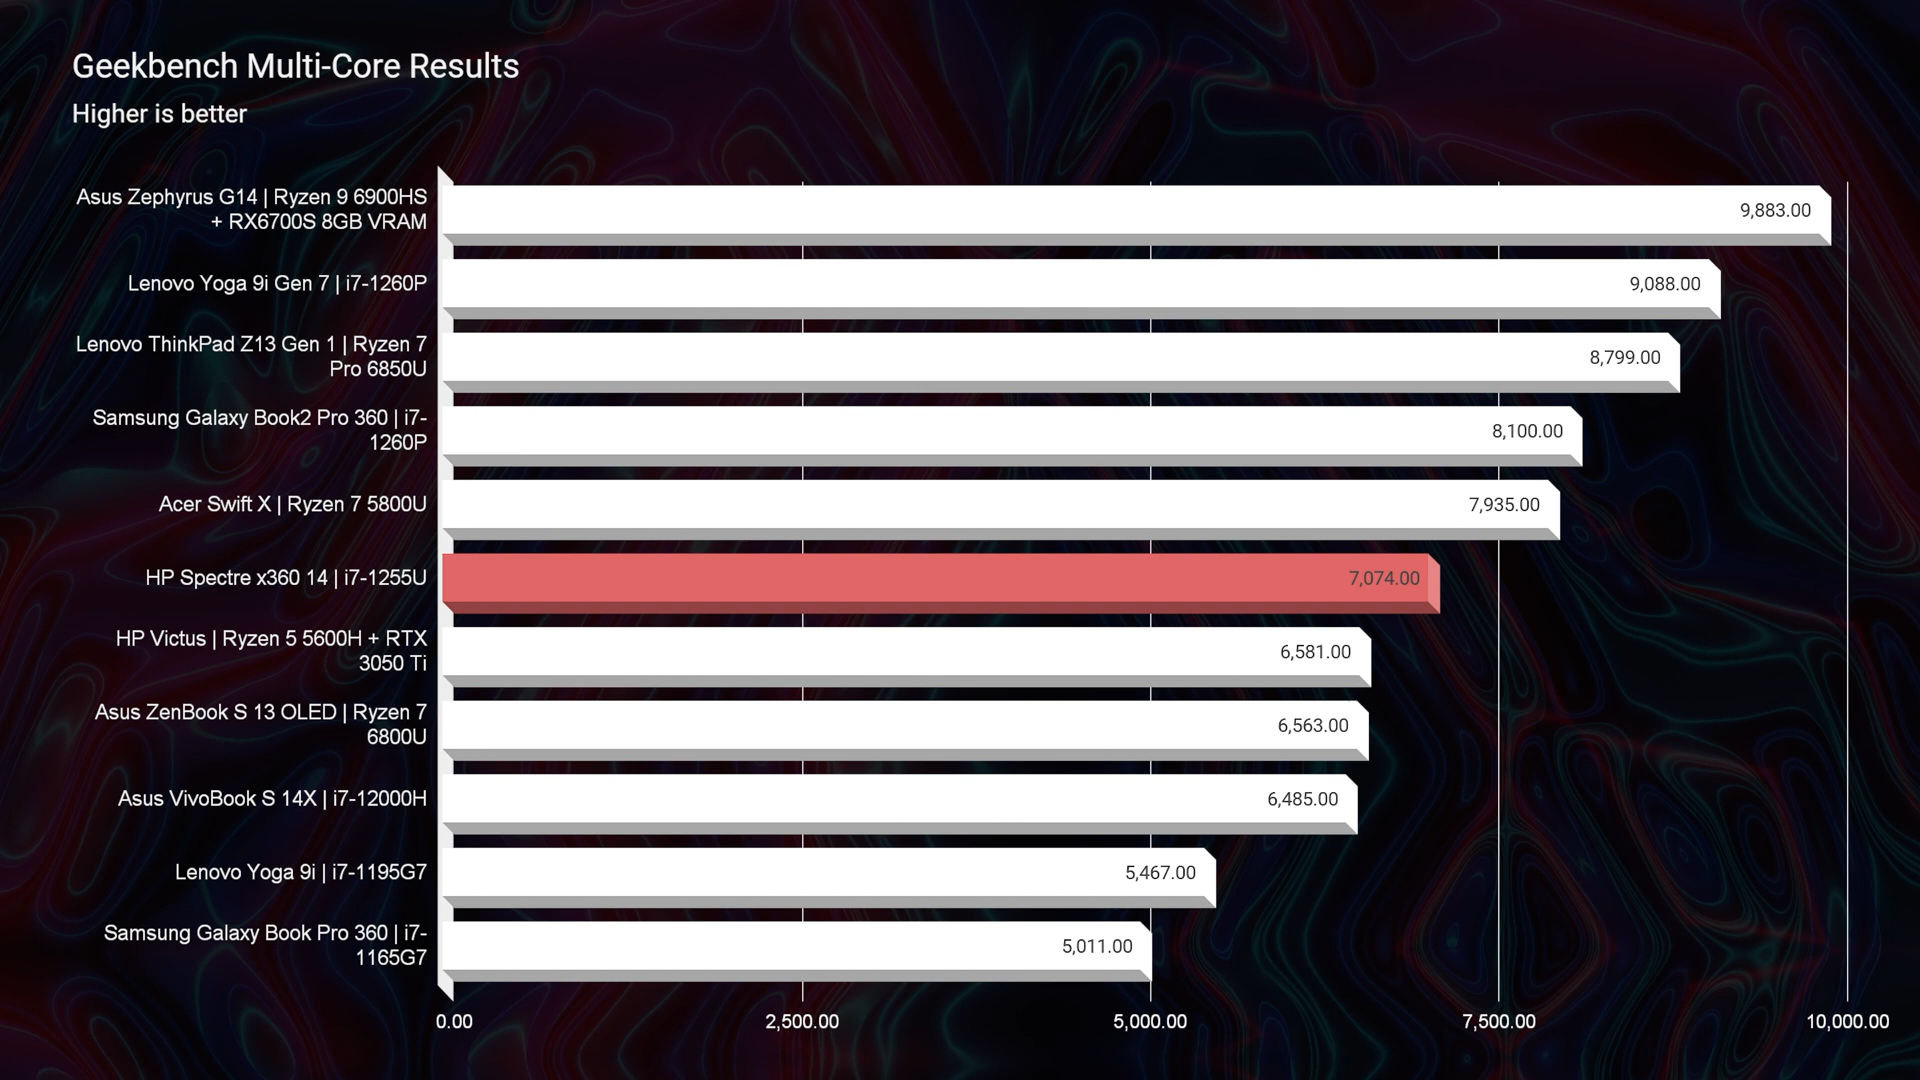 Geekbench Multi-Core Results
Higher is better
Asus Zephyrus G14 | Ryzen 9 6900HS
+ RX6700S 8GB VRAM
9,883.00
Lenovo Yoga 9i Gen 7 | i7-1260P
9,088.00
Lenovo ThinkPad Z13 Gen 1 | Ryzen 7
Pro 6850U
8,799.00
Samsung Galaxy Book2 Pro 360 | i7-
1260P
8,100.00
Acer Swift X | Ryzen 7 5800U
7,935.00
HP Spectre x360 14 | i7-1255U
7,074.00
HP Victus | Ryzen 5 5600H + RTX
3050 Ti
6,581.00
Asus ZenBook S 13 OLED | Ryzen 7
6800U
6,563.00
Asus VivoBook S 14X | i7-12000H
6,485.00
Lenovo Yoga 9i | i7-1195G7
5,467.00
Samsung Galaxy Book Pro 360 | i7-
1165G7
5,011.00
0.00 2,500.00 5,000.00 7,500.00 10,000.00